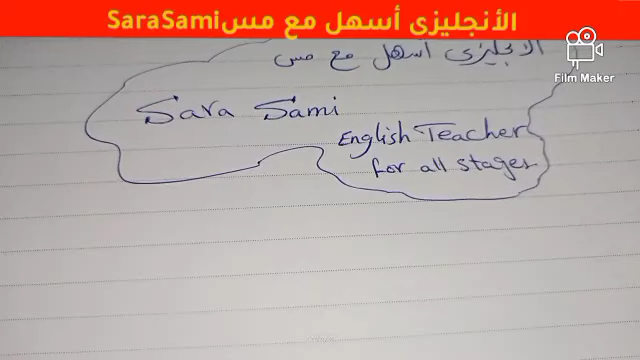 الأنجليزى أسهل مع مسSaraSami
Film Maker
الانجليزى اسهل مع مس
Sara Sami
English Teacher
for all stages